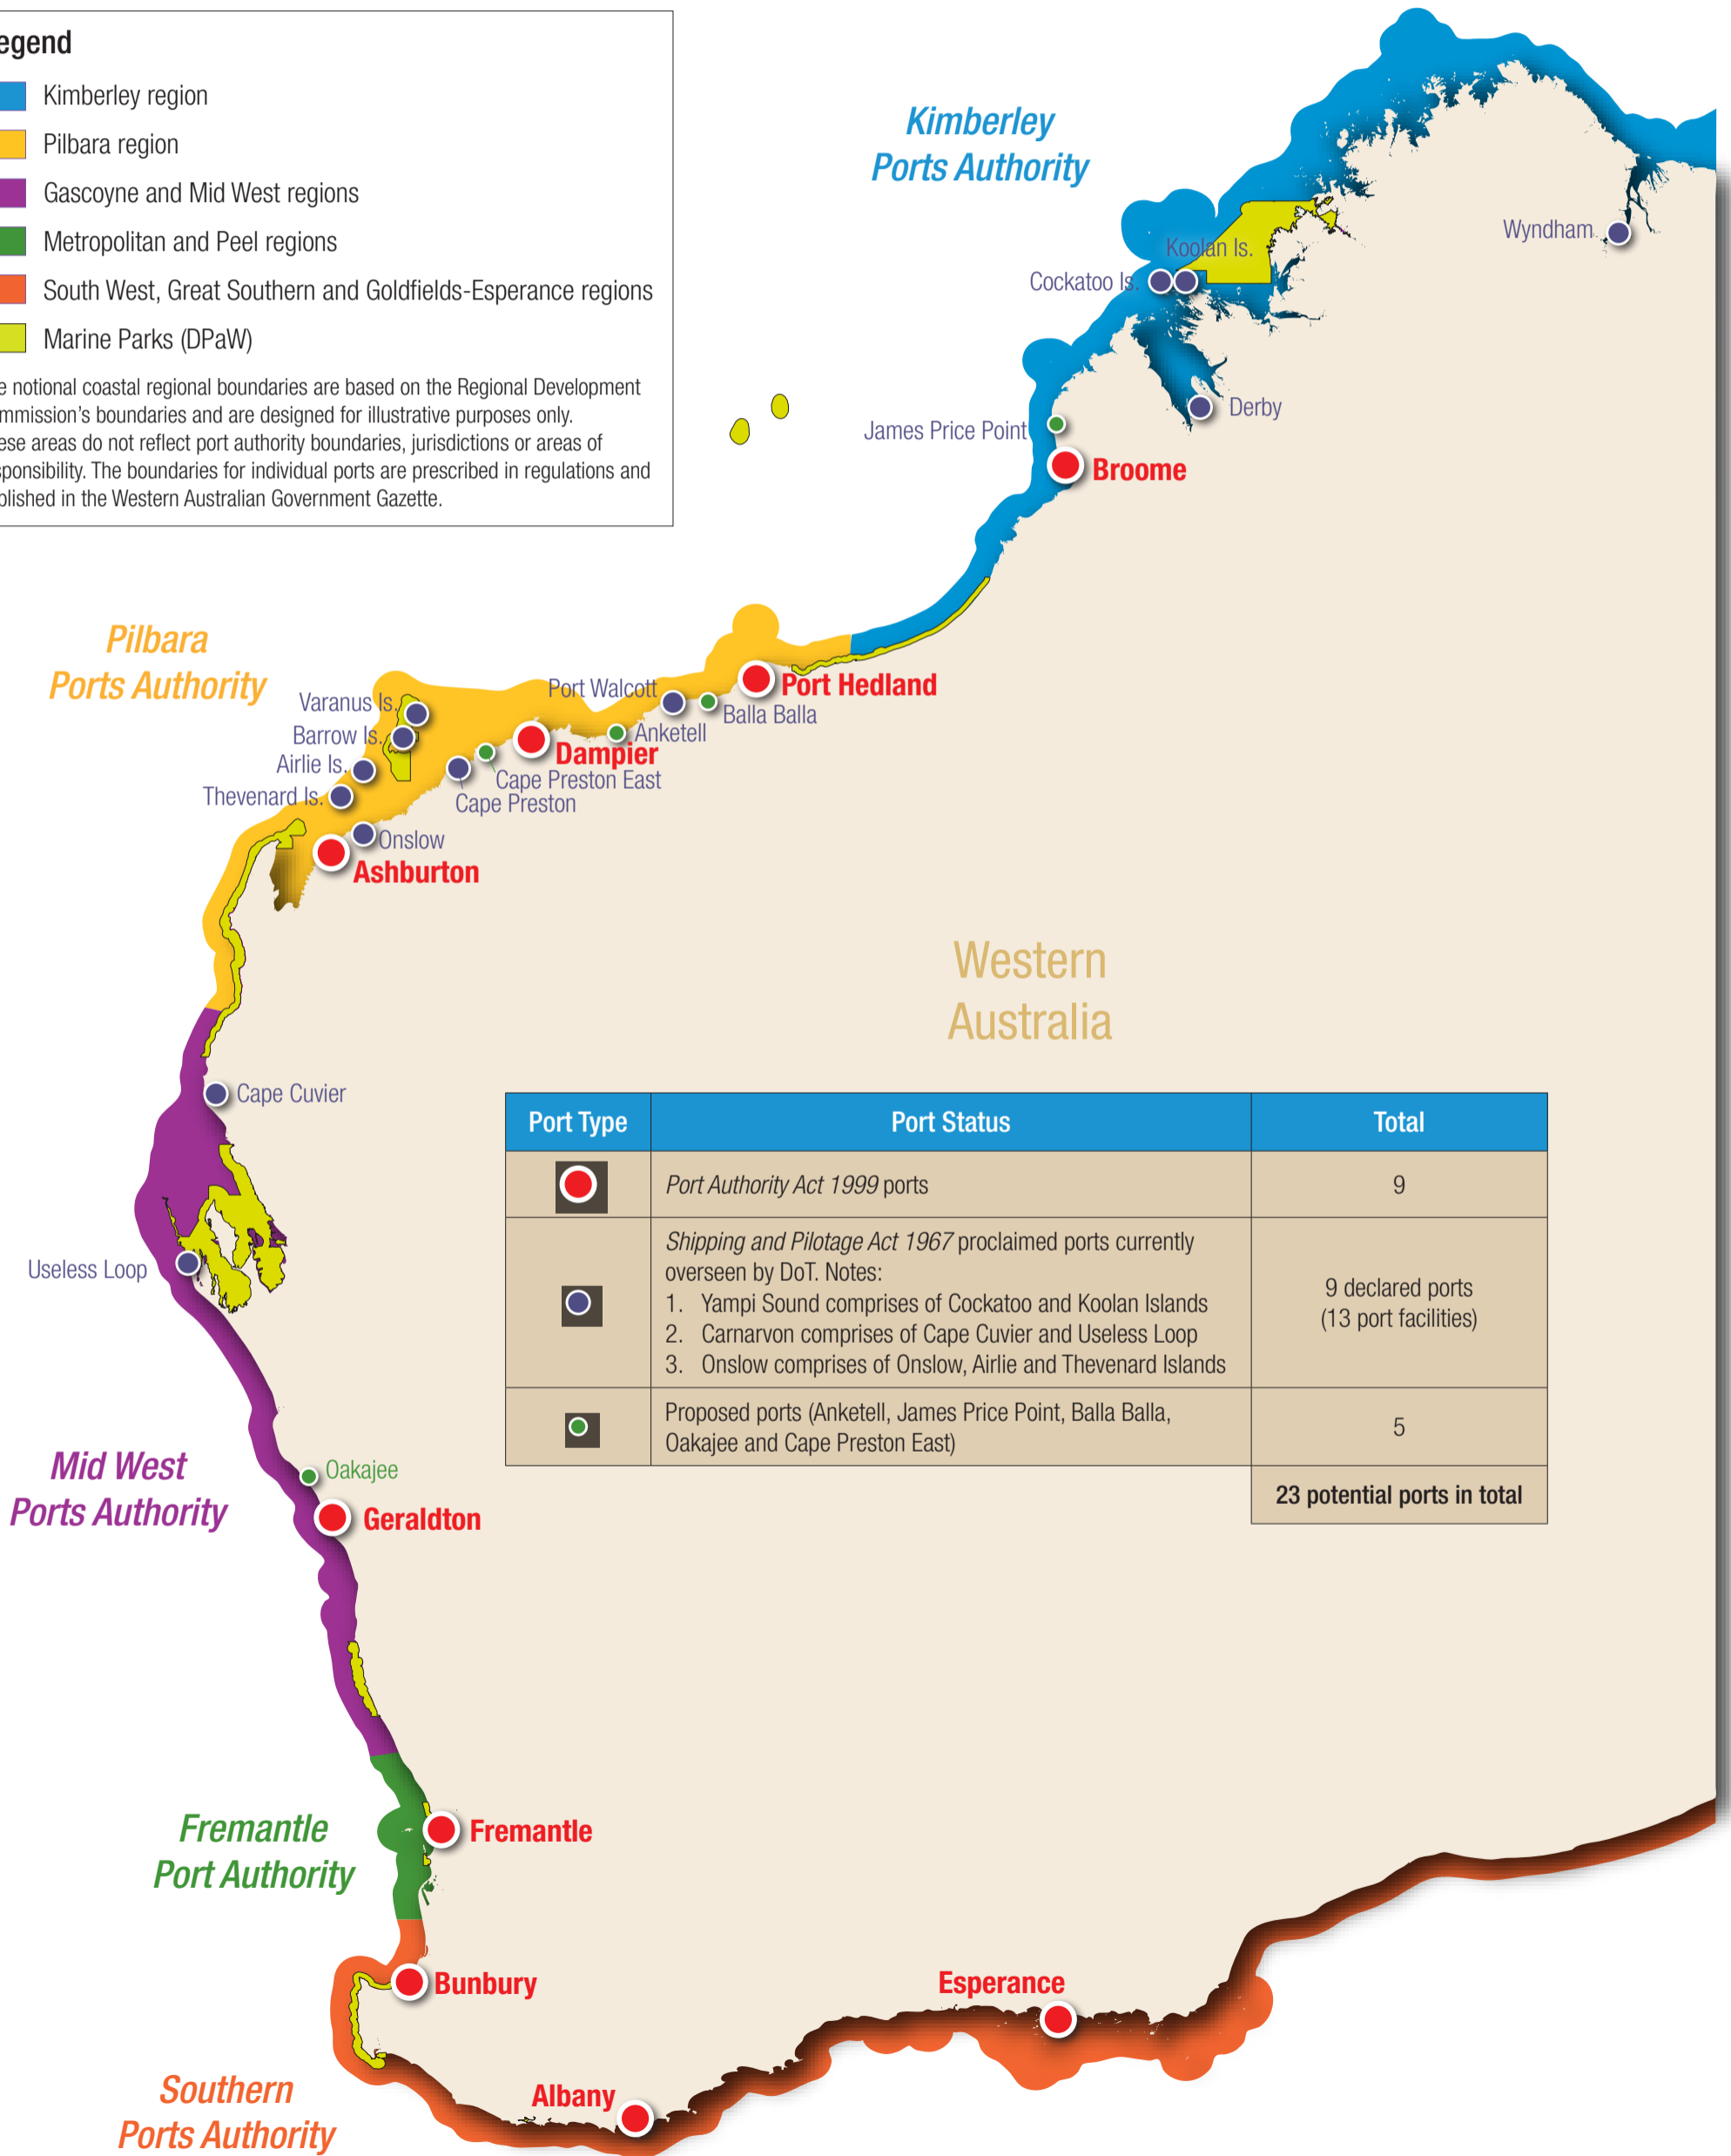 egend
Kimberley region
Pilbara region
Gascoyne and Mid West regions
Metropolitan and Peel regions
South West, Great Southern and Goldfields-Esperance regions
Marine Parks (DPaW)
e notional coastal regional boundaries are based on the Regional Development
mmission's boundaries and are designed for illustrative purposes only.
ese areas do not reflect port authority boundaries, jurisdictions or areas of
sponsibility. The boundaries for individual ports are prescribed in regulations and
blished in the Western Australian Government Gazette.
Kimberley
Ports Authority
Wyndham
Koolan Is.
Cockatoo Is.
Derby
James Price Point
Broome
Pilbara
Ports Authority
Port Hedland
Port Walcott
Balla Balla
Varanus Is.
Anketell
Barrow Is.
Dampier
Airlie Is.
Cape Preston East
Thevenard Is.
Cape Preston
Onslow
Ashburton
Western
Australia
Cape Cuvier
Useless Loop
Port Type
Port Status
Total
Port Authority Act 1999 ports
9
Shipping and Pilotage Act 1967 proclaimed ports currently
overseen by DoT. Notes:
1. Yampi Sound comprises of Cockatoo and Koolan Islands
2. Carnarvon comprises of Cape Cuvier and Useless Loop
3. Onslow comprises of Onslow, Airlie and Thevenard Islands
9 declared ports
(13 port facilities)
Proposed ports (Anketell, James Price Point, Balla Balla,
Oakajee and Cape Preston East)
5
23 potential ports in total
Mid West
Ports Authority
Oakajee
Geraldton
Fremantle
Port Authority
Fremantle
Bunbury
Esperance
Albany
Southern
Ports Authority